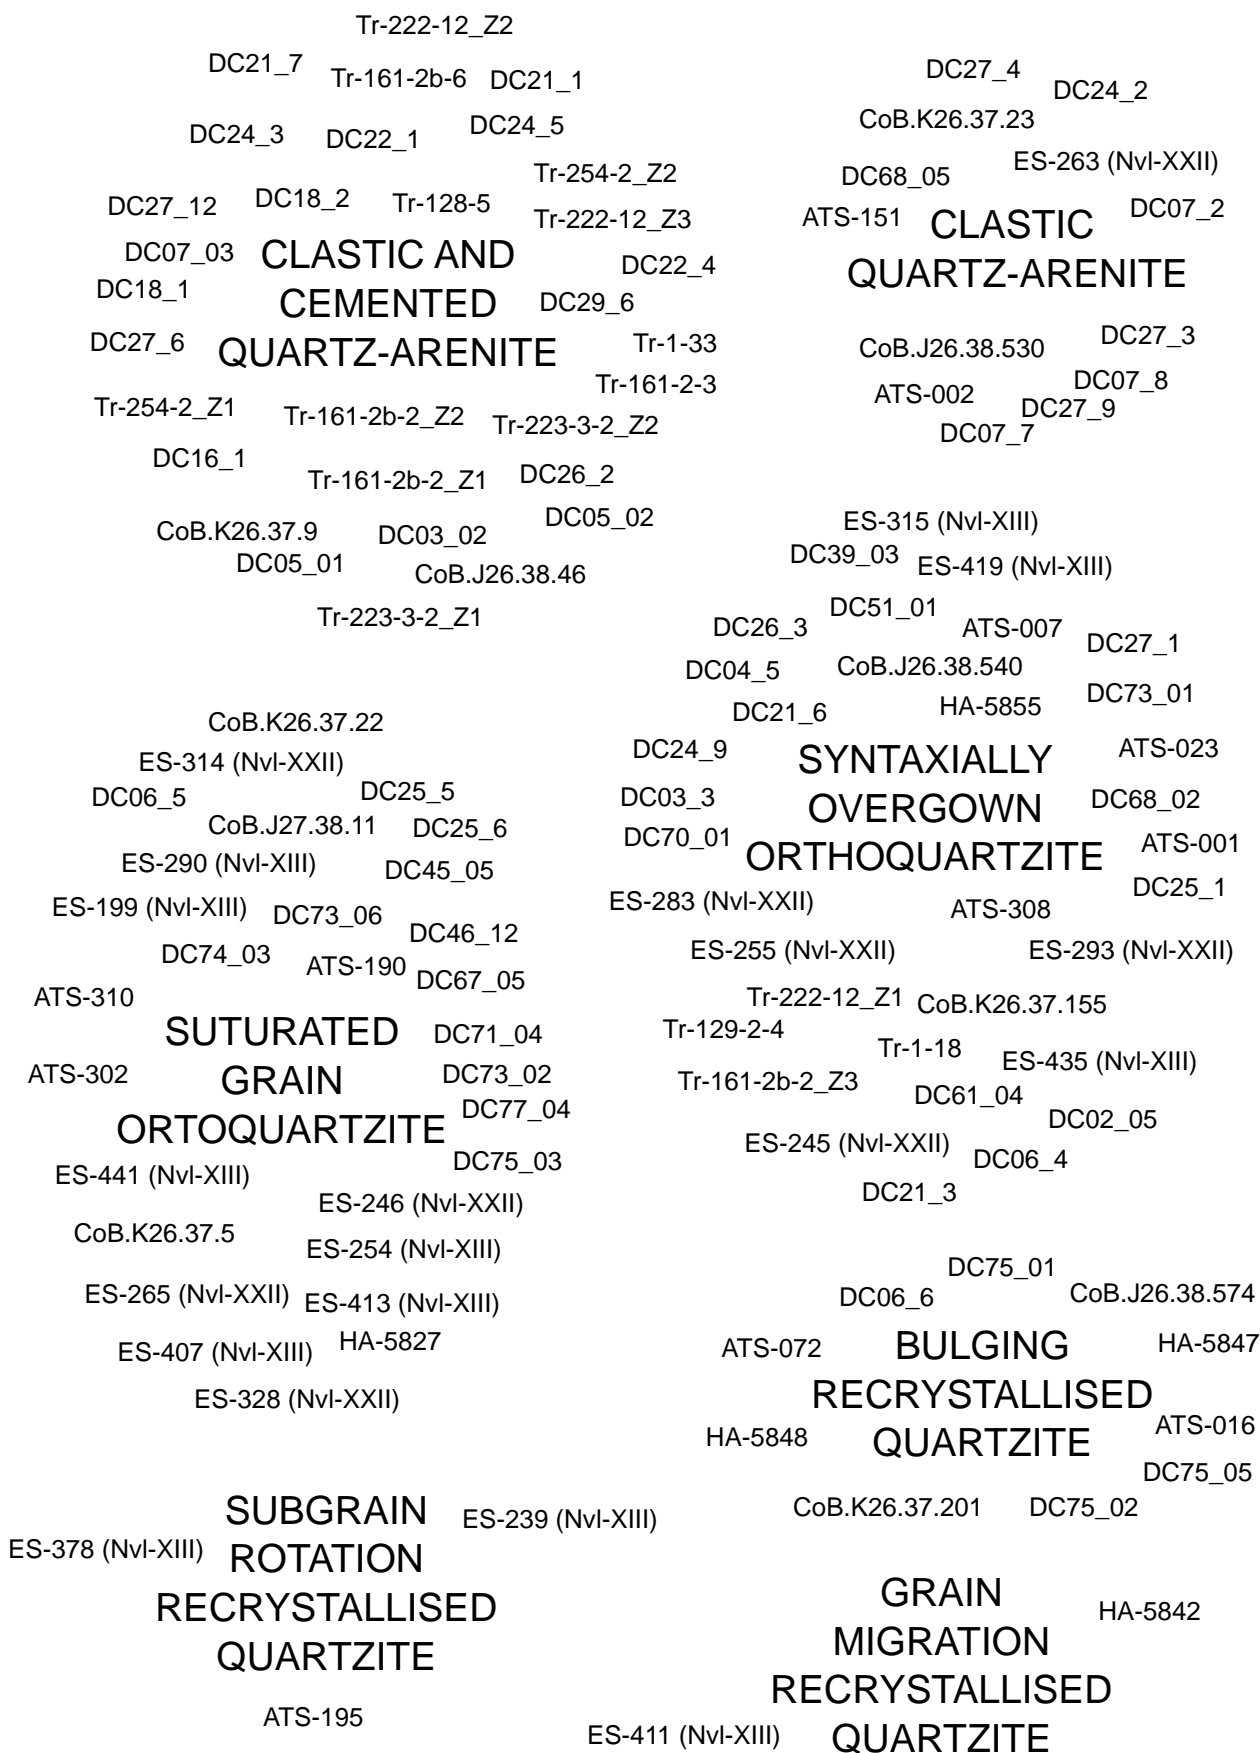 Tr-222-12_Z2
DC21_7
Tr-161-2b-6
DC21_1
DC24_3
DC22_1
DC24_5
Tr-254-2_Z2
DC27_12
DC18_2
Tr-128-5
Tr-222-12_Z3
DC07_03
CLASTIC AND
CEMENTED
QUARTZ-ARENITE
DC22_4
DC18_1
DC29_6
DC27_6
Tr-1-33
Tr-161-2-3
Tr-254-2_Z1
Tr-161-2b-2_Z2
Tr-223-3-2_Z2
DC16_1
Tr-161-2b-2_Z1
DC26_2
CoB.K26.37.9
DC03_02
DC05_02
DC05_01
CoB.J26.38.46
Tr-223-3-2_Z1
DC27_4
DC24_2
CoB.K26.37.23
ES-263 (Nvl-XXII)
DC68_05
ATS-151
DC07_2
CLASTIC
QUARTZ-ARENITE
CoB.J26.38.530
DC27_3
ATS-002
DC07_8
DC27_9
DC07_7
ES-315 (Nvl-XIII)
DC39_03
ES-419 (Nvl-XIII)
DC51_01
DC26_3
ATS-007
DC27_1
DC04_5
CoB.J26.38.540
DC73_01
DC21_6
HA-5855
DC24_9
SYNTAXIALLY
OVERGOWN
ORTHOQUARTZITE
ATS-023
DC03_3
DC68_02
DC70_01
ATS-001
DC25_1
ES-283 (Nvl-XXII)
ATS-308
ES-255 (Nvl-XXII)
ES-293 (Nvl-XXII)
Tr-222-12_Z1
CoB.K26.37.155
Tr-129-2-4
Tr-1-18
ES-435 (Nvl-XIII)
Tr-161-2b-2_Z3
DC61_04
DC02_05
ES-245 (Nvl-XXII)
DC06_4
DC21_3
CoB.K26.37.22
ES-314 (Nvl-XXII)
DC06_5
DC25_5
CoB.J27.38.11
DC25_6
ES-290 (Nvl-XIII)
DC45_05
ES-199 (Nvl-XIII)
DC73_06
DC46_12
DC74_03
ATS-190
DC67_05
ATS-310
SUTURATED
GRAIN
ORTOQUARTZITE
DC71_04
ATS-302
DC73_02
DC77_04
DC75_03
ES-441 (Nvl-XIII)
ES-246 (Nvl-XXII)
CoB.K26.37.5
ES-254 (Nvl-XIII)
ES-265 (Nvl-XXII)
ES-413 (Nvl-XIII)
ES-407 (Nvl-XIII)
HA-5827
ES-328 (Nvl-XXII)
DC75_01
DC06_6
CoB.J26.38.574
ATS-072
BULGING
RECRYSTALLISED
QUARTZITE
HA-5847
HA-5848
ATS-016
DC75_05
CoB.K26.37.201
DC75_02
SUBGRAIN
ROTATION
RECRYSTALLISED
QUARTZITE
ES-239 (Nvl-XIII)
ES-378 (Nvl-XIII)
ATS-195
GRAIN
MIGRATION
RECRYSTALLISED
QUARTZITE
HA-5842
ES-411 (Nvl-XIII)